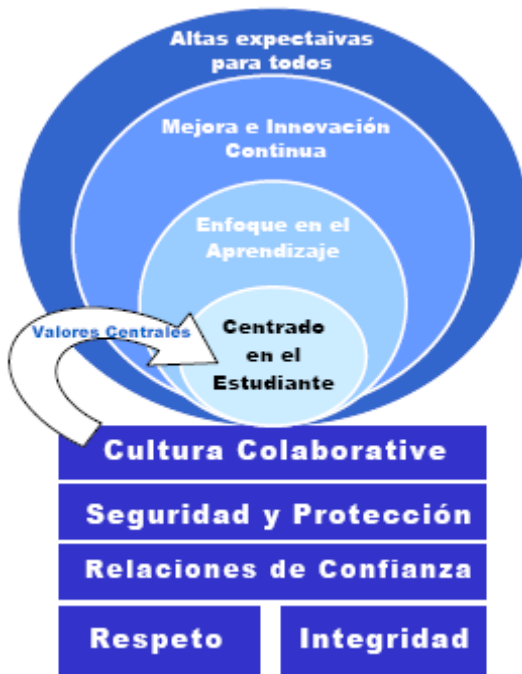 Altas expectaivas
para todos
Mejora e Innovación
Continua
Enfoque en el
Aprendizaje
Valores Centrales
Centrado
en el
Estudiante
Cultura Colaborative
Seguridad y Protección
Relaciones de Confianza
Respeto
Integridad